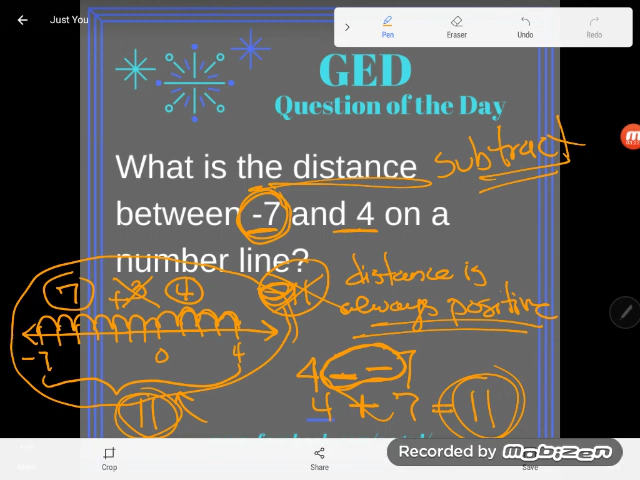 Just You
Pen
Eraser
Undo
Redo
GED
Question of the Day
What is the distance
subtract
between -7 and 4 on a
number line?
distance is
always positive
7
4
11
-7
0
4
4 - - 7
4 + 7 = 11
11
Crop
Share
Save
Recorded by mobizen